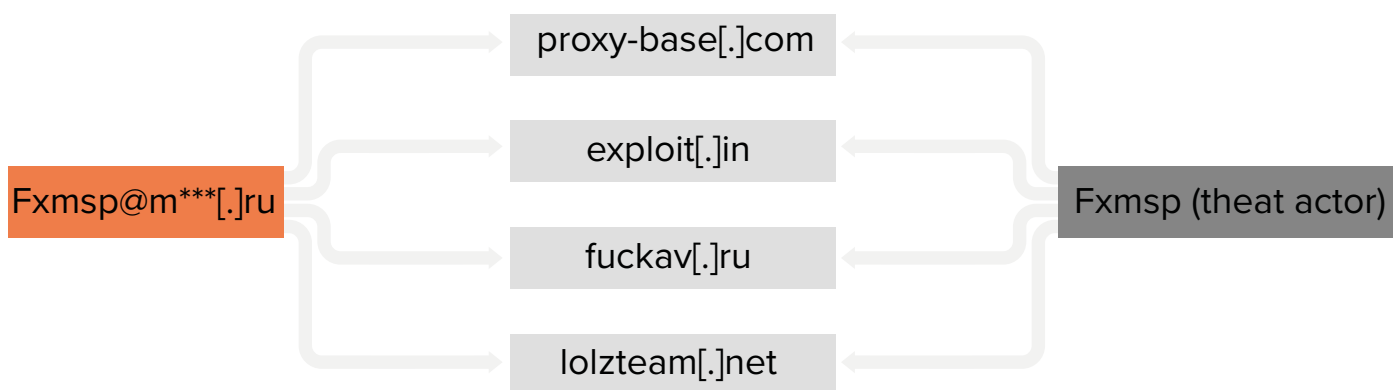 proxy-base[.]com
exploit[.]in
Fxmsp@m***[.]ru
Fxmsp (theat actor)
fuckav[.]ru
lolzteam[.]net